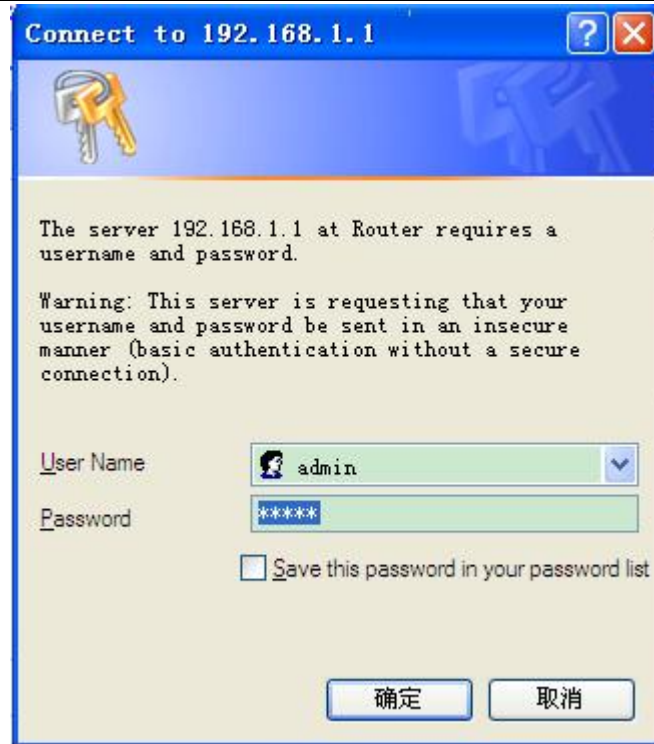 Connect to 192.168.1.1
The server 192.168.1.1 at Router requires a
username and password.
Warning: This server is requesting that your
username and password be sent in an insecure
manner (basic authentication without a secure
connection).
User Name
admin
Password
*****
Save this password in your password list
确定 取消